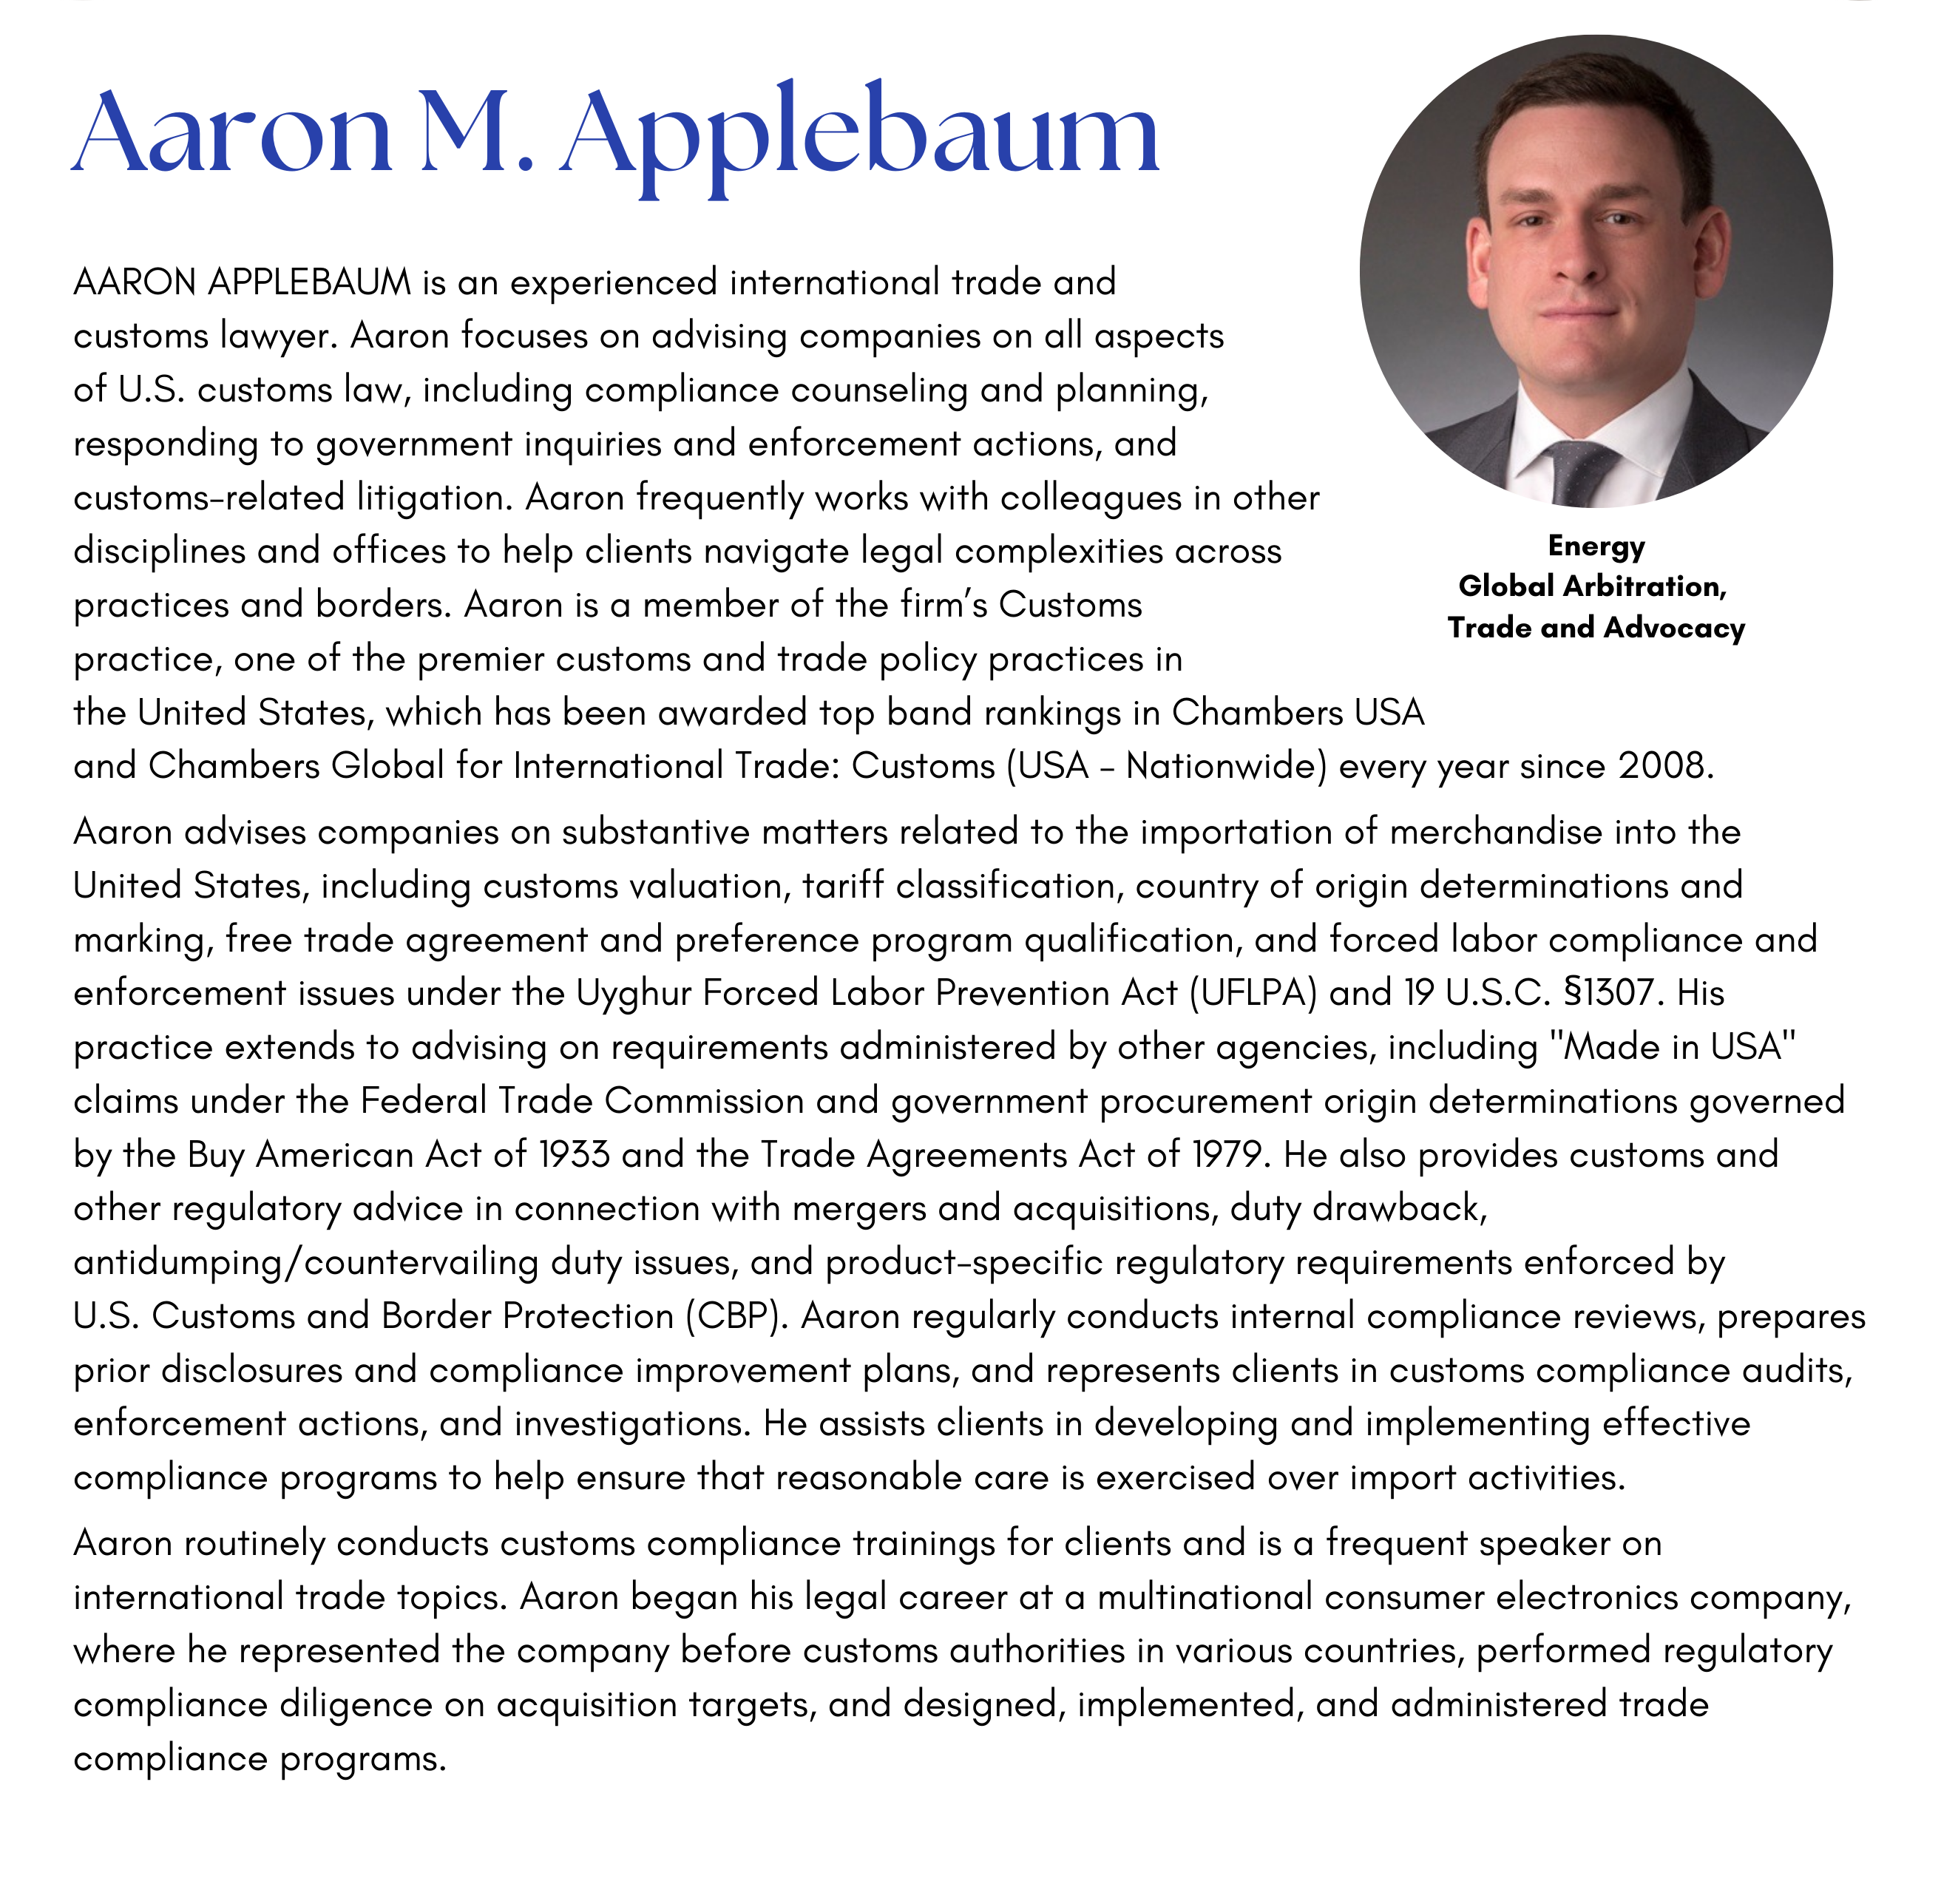 Aaron M. Applebaum
AARON APPLEBAUM is an experienced international trade and
customs lawyer. Aaron focuses on advising companies on all aspects
of U.S. customs law, including compliance counseling and planning,
responding to government inquiries and enforcement actions, and
customs-related litigation. Aaron frequently works with colleagues in other
disciplines and offices to help clients navigate legal complexities across
practices and borders. Aaron is a member of the firm's Customs
practice, one of the premier customs and trade policy practices in
the United States, which has been awarded top band rankings in Chambers USA
and Chambers Global for International Trade: Customs (USA – Nationwide) every year since 2008.
Energy
Global Arbitration,
Trade and Advocacy
Aaron advises companies on substantive matters related to the importation of merchandise into the
United States, including customs valuation, tariff classification, country of origin determinations and
marking, free trade agreement and preference program qualification, and forced labor compliance and
enforcement issues under the Uyghur Forced Labor Prevention Act (UFLPA) and 19 U.S.C. §1307. His
practice extends to advising on requirements administered by other agencies, including "Made in USA"
claims under the Federal Trade Commission and government procurement origin determinations governed
by the Buy American Act of 1933 and the Trade Agreements Act of 1979. He also provides customs and
other regulatory advice in connection with mergers and acquisitions, duty drawback,
antidumping/countervailing duty issues, and product-specific regulatory requirements enforced by
U.S. Customs and Border Protection (CBP). Aaron regularly conducts internal compliance reviews, prepares
prior disclosures and compliance improvement plans, and represents clients in customs compliance audits,
enforcement actions, and investigations. He assists clients in developing and implementing effective
compliance programs to help ensure that reasonable care is exercised over import activities.
Aaron routinely conducts customs compliance trainings for clients and is a frequent speaker on
international trade topics. Aaron began his legal career at a multinational consumer electronics company,
where he represented the company before customs authorities in various countries, performed regulatory
compliance diligence on acquisition targets, and designed, implemented, and administered trade
compliance programs.